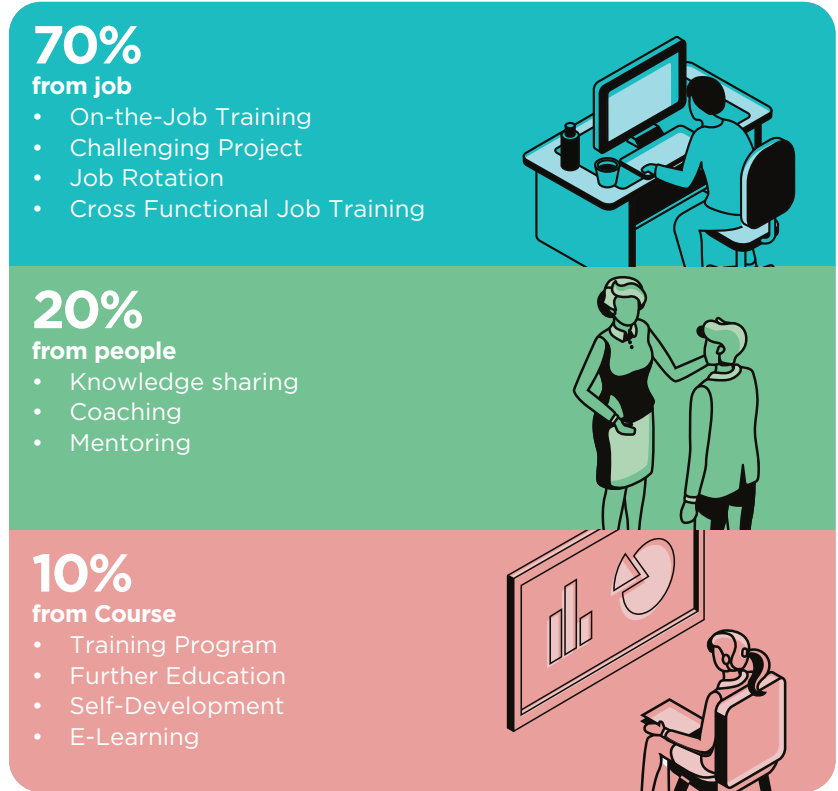 70%
from job
• On-the-Job Training
• Challenging Project
• Job Rotation
• Cross Functional Job Training
20%
from people
• Knowledge sharing
• Coaching
• Mentoring
10%
from Course
• Training Program
• Further Education
• Self-Development
• E-Learning